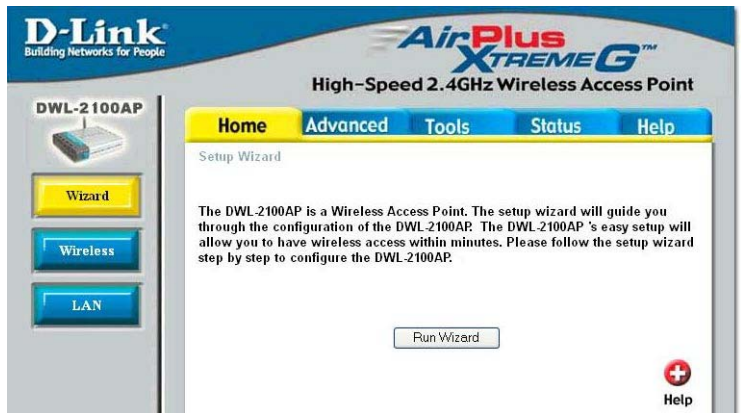 D-Link
Building Networks for People
AirPlus
XTREME G™
High-Speed 2.4GHz Wireless Access Point
DWL-2100AP
Home Advanced Tools Status Help
Setup Wizard
Wizard
Wireless
LAN
The DWL-2100AP is a Wireless Access Point. The setup wizard will guide you
through the configuration of the DWL-2100AP. The DWL-2100AP 's easy setup will
allow you to have wireless access within minutes. Please follow the setup wizard
step by step to configure the DWL-2100AP.
Run Wizard
Help